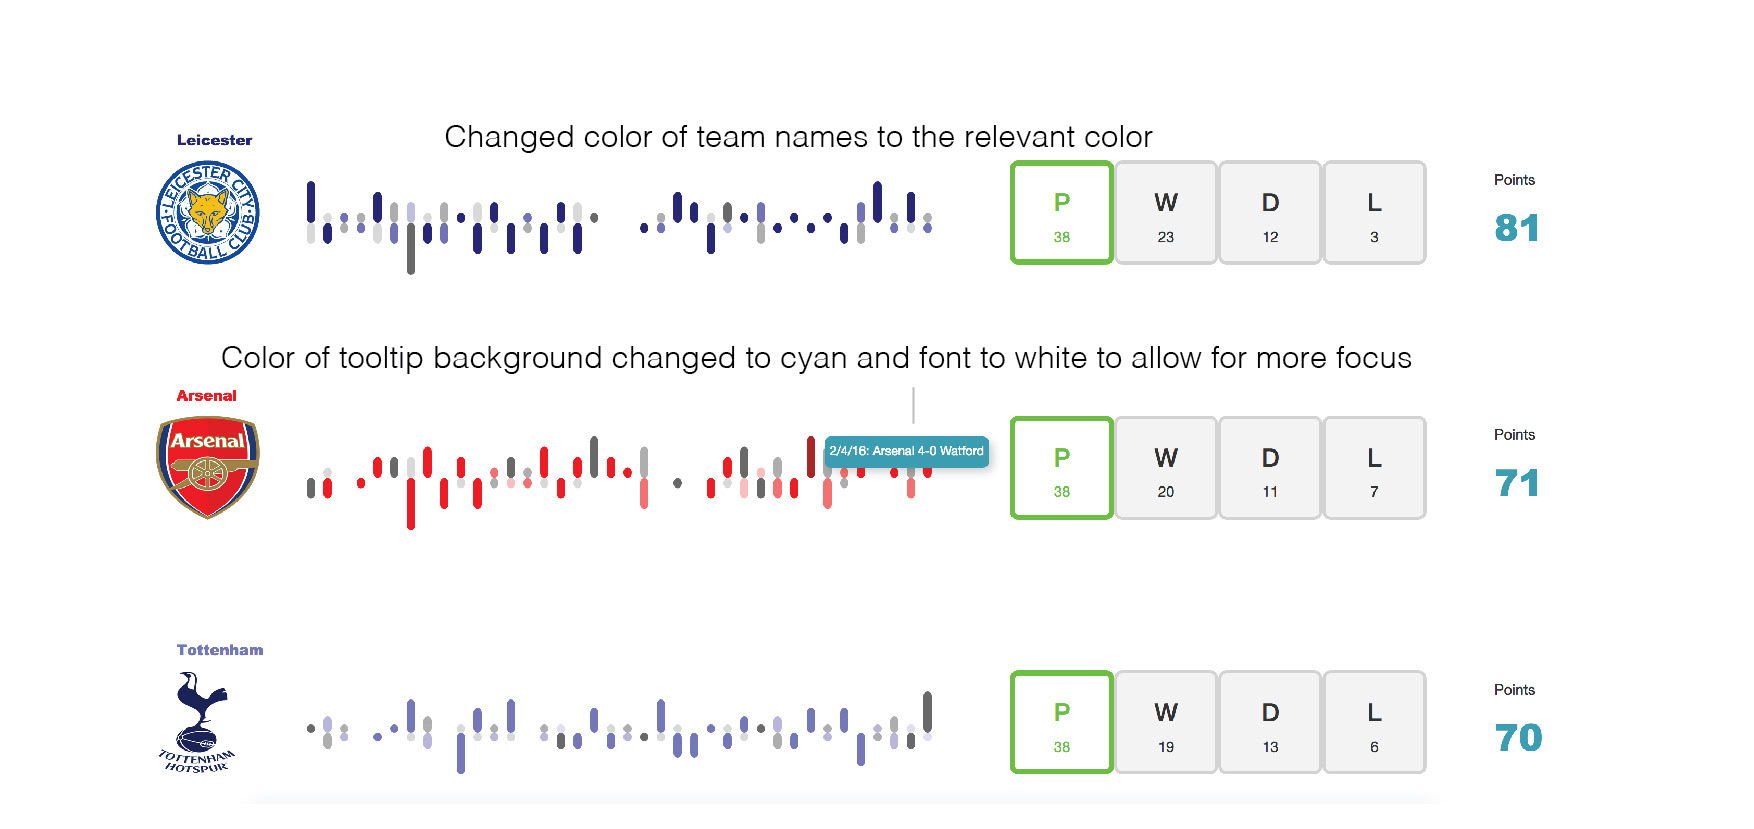 Changed color of team names to the relevant color
Leicester
LEICESTER CITY
FOOTBALL CLUB
P W D L
38 23 12 3
Points
81
Color of tooltip background changed to cyan and font to white to allow for more focus
Arsenal
Arsenal
2/4/16: Arsenal 4-0 Watford
P W D L
38 20 11 7
Points
71
Tottenham
TOTTENHAM
HOTSPUR
P W D L
38 19 13 6
Points
70